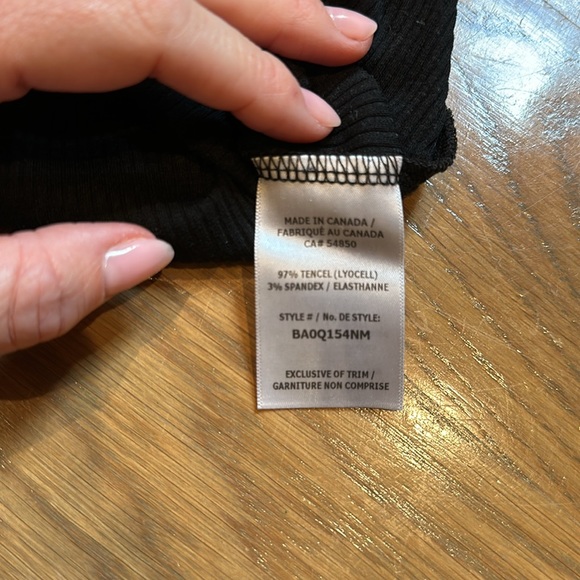 MADE IN CANADA /
FABRIQUÉ AU CANADA
CA# 54850
97% TENCEL (LYOCELL)
3% SPANDEX / ELASTHANNE
STYLE # / No. DE STYLE:
BA0Q154NM
EXCLUSIVE OF TRIM /
GARNITURE NON COMPRISE